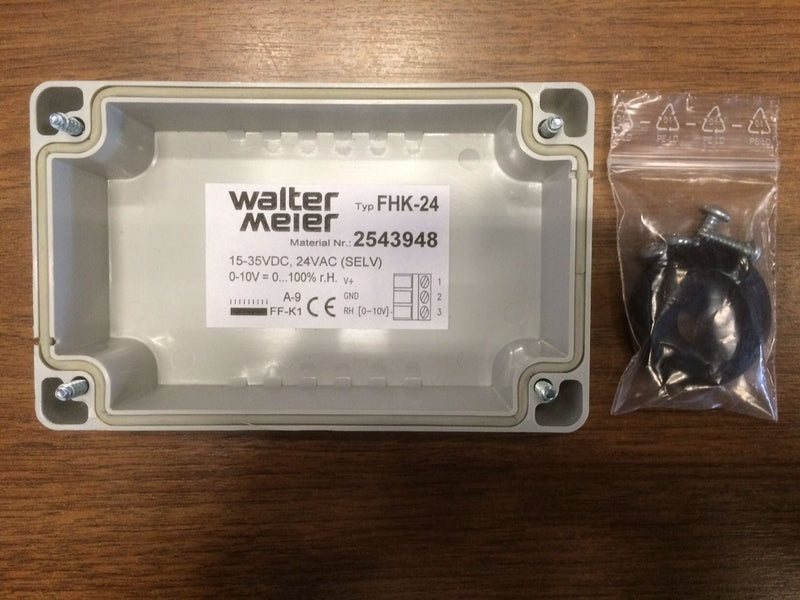 walter
meier
Typ FHK-24
Material Nr.: 2543948
15-35VDC, 24VAC (SELV)
0-10V = 0...100% r.H.
V+ 1
A-9 GND 2
FF-K1 CE RH [0-10V] 3
PE-LD PE-LD PE-LD